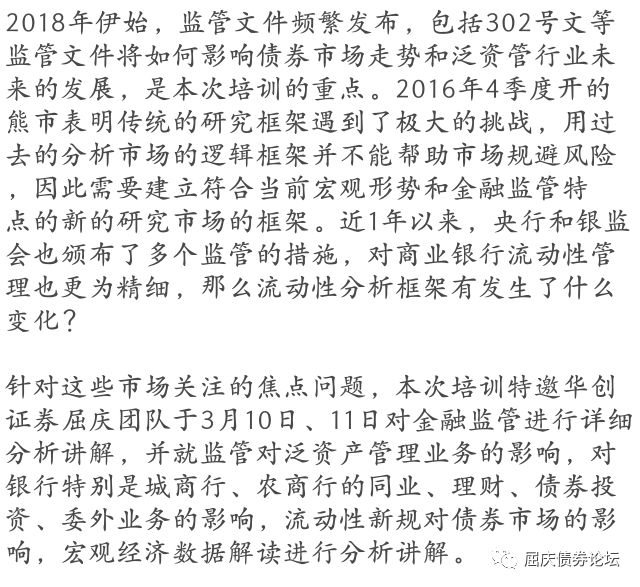 2018年伊始，监管文件频繁发布，包括302号文等
监管文件将如何影响债券市场走势和泛资管行业未
来的发展，是本次培训的重点。2016年4季度开的
熊市表明传统的研究框架遇到了极大的挑战，用过
去的分析市场的逻辑框架并不能帮助市场规避风险
，因此需要建立符合当前宏观形势和金融监管特
点的新的研究市场的框架。近1年以来，央行和银监
会也颁布了多个监管的措施，对商业银行流动性管
理也更为精细，那么流动性分析框架有发生了什么
变化？
针对这些市场关注的焦点问题，本次培训特邀华创
证券屈庆团队于3月10日、11日对金融监管进行详细
分析讲解，并就监管对泛资产管理业务的影响，对
银行特别是城商行、农商行的同业、理财、债券投
资、委外业务的影响，流动性新规对债券市场的影
响，宏观经济数据解读进行分析讲解。
屈庆债券论坛